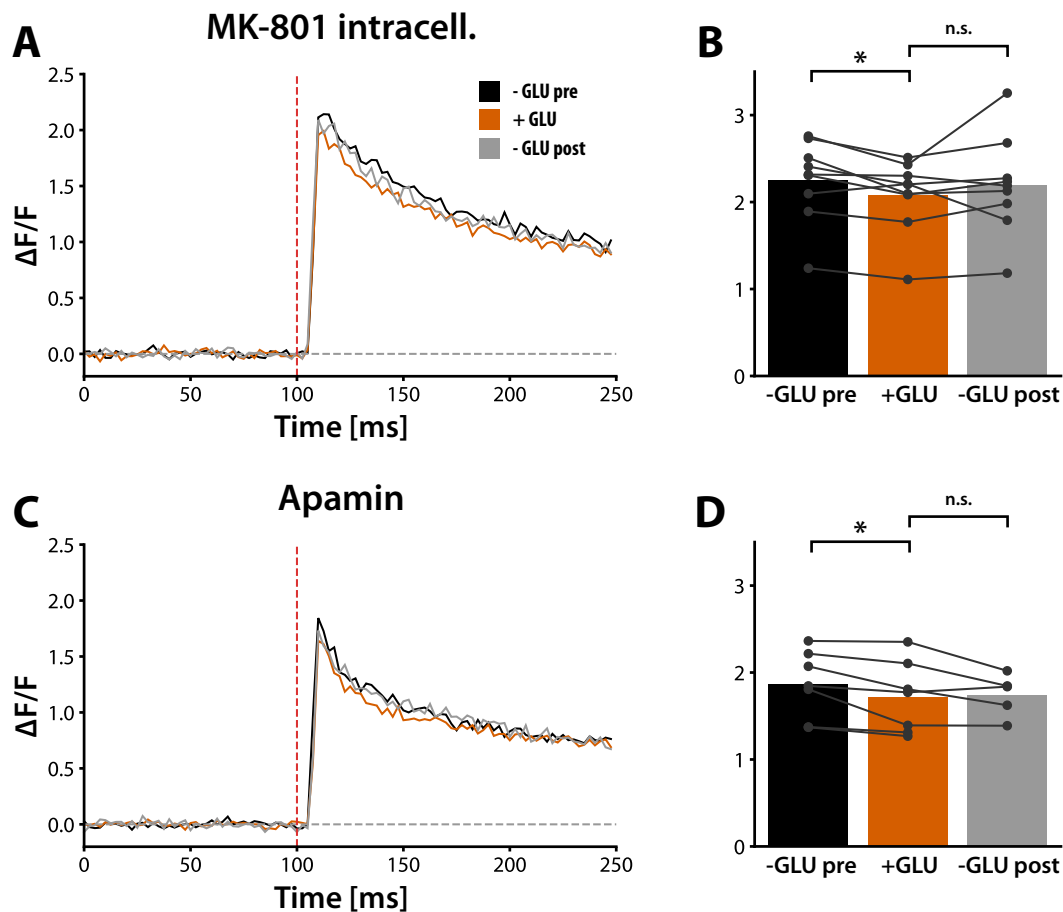 A
MK-801 intracell.
- GLU pre
+ GLU
- GLU post
2.5
2.0
1.5
1.0
0.5
0.0
ΔF/F
0 50 100 150 200 250
Time [ms]
B
n.s.
*
3
2
1
0
-GLU pre +GLU -GLU post
C
Apamin
2.5
2.0
1.5
1.0
0.5
0.0
ΔF/F
0 50 100 150 200 250
Time [ms]
D
n.s.
*
3
2
1
0
-GLU pre +GLU -GLU post